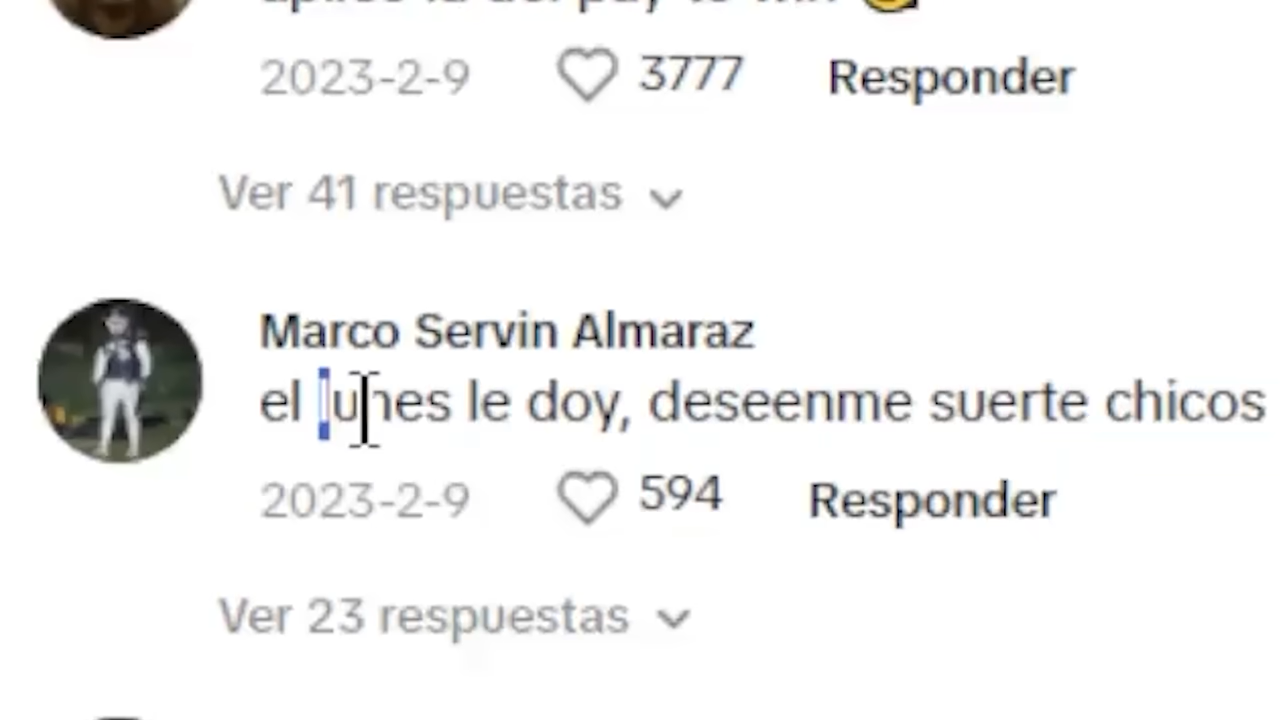 2023-2-9 3777 Responder
Ver 41 respuestas
Marco Servin Almaraz
el lunes le doy, deseenme suerte chicos
2023-2-9 594 Responder
Ver 23 respuestas